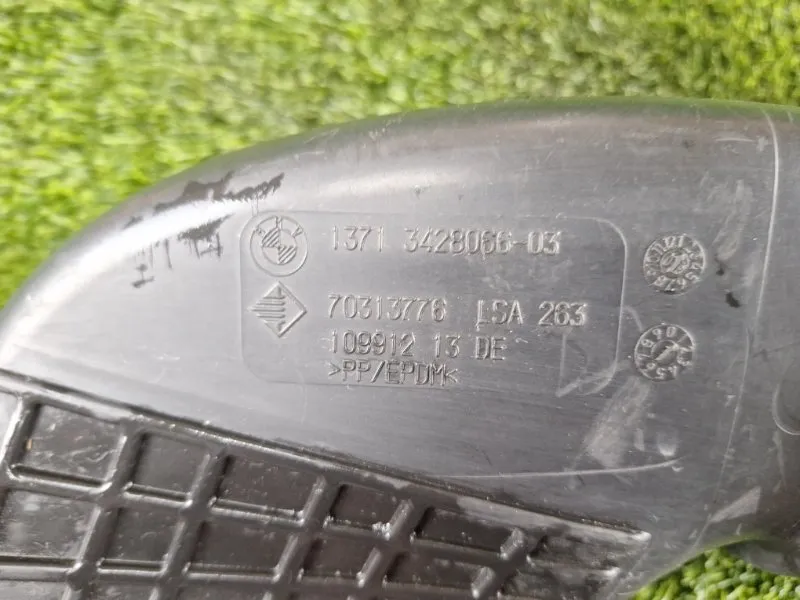 1371 3428066-03
70313776 LSA 263
109912 13 DE
>PP/EPDM<